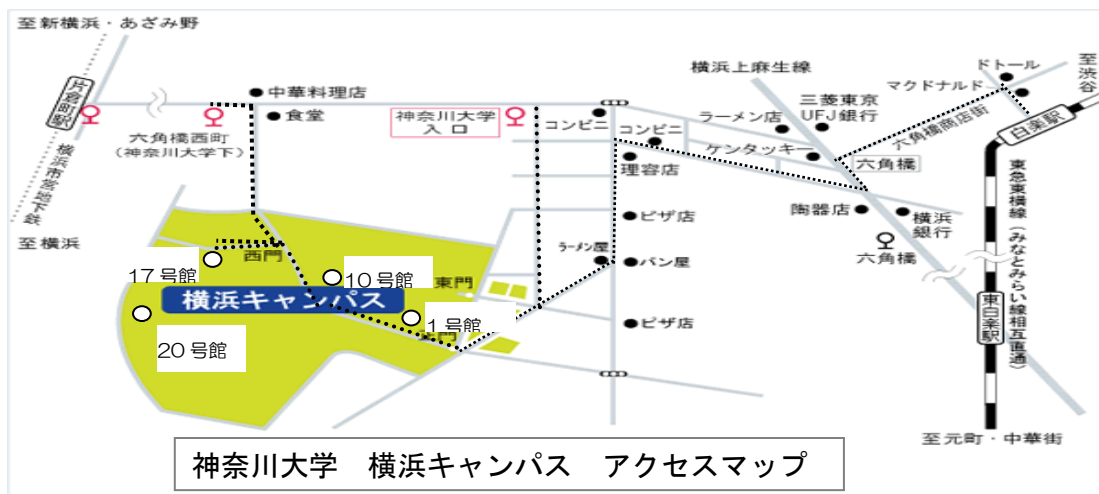 至新横浜・あざみ野
片倉町駅
横浜市営地下鉄
至横浜
中華料理店
食堂
六角橋西町
(神奈川大学下)
神奈川大学
入口
コンビニ
コンビニ
理容店
横浜上麻生線
ラーメン店
三菱東京
UFJ銀行
ケンタッキー
六角橋
六角橋商店街
ドトール
マクドナルド
至渋谷
白楽駅
東急東横線(みなとみらい線相互直通)
陶器店
横浜
銀行
六角橋
東白楽駅
至元町・中華街
ピザ店
ラーメン屋
パン屋
ピザ店
西門
17号館
10号館
東門
横浜キャンパス
1号館
20号館
神奈川大学 横浜キャンパス アクセスマップ